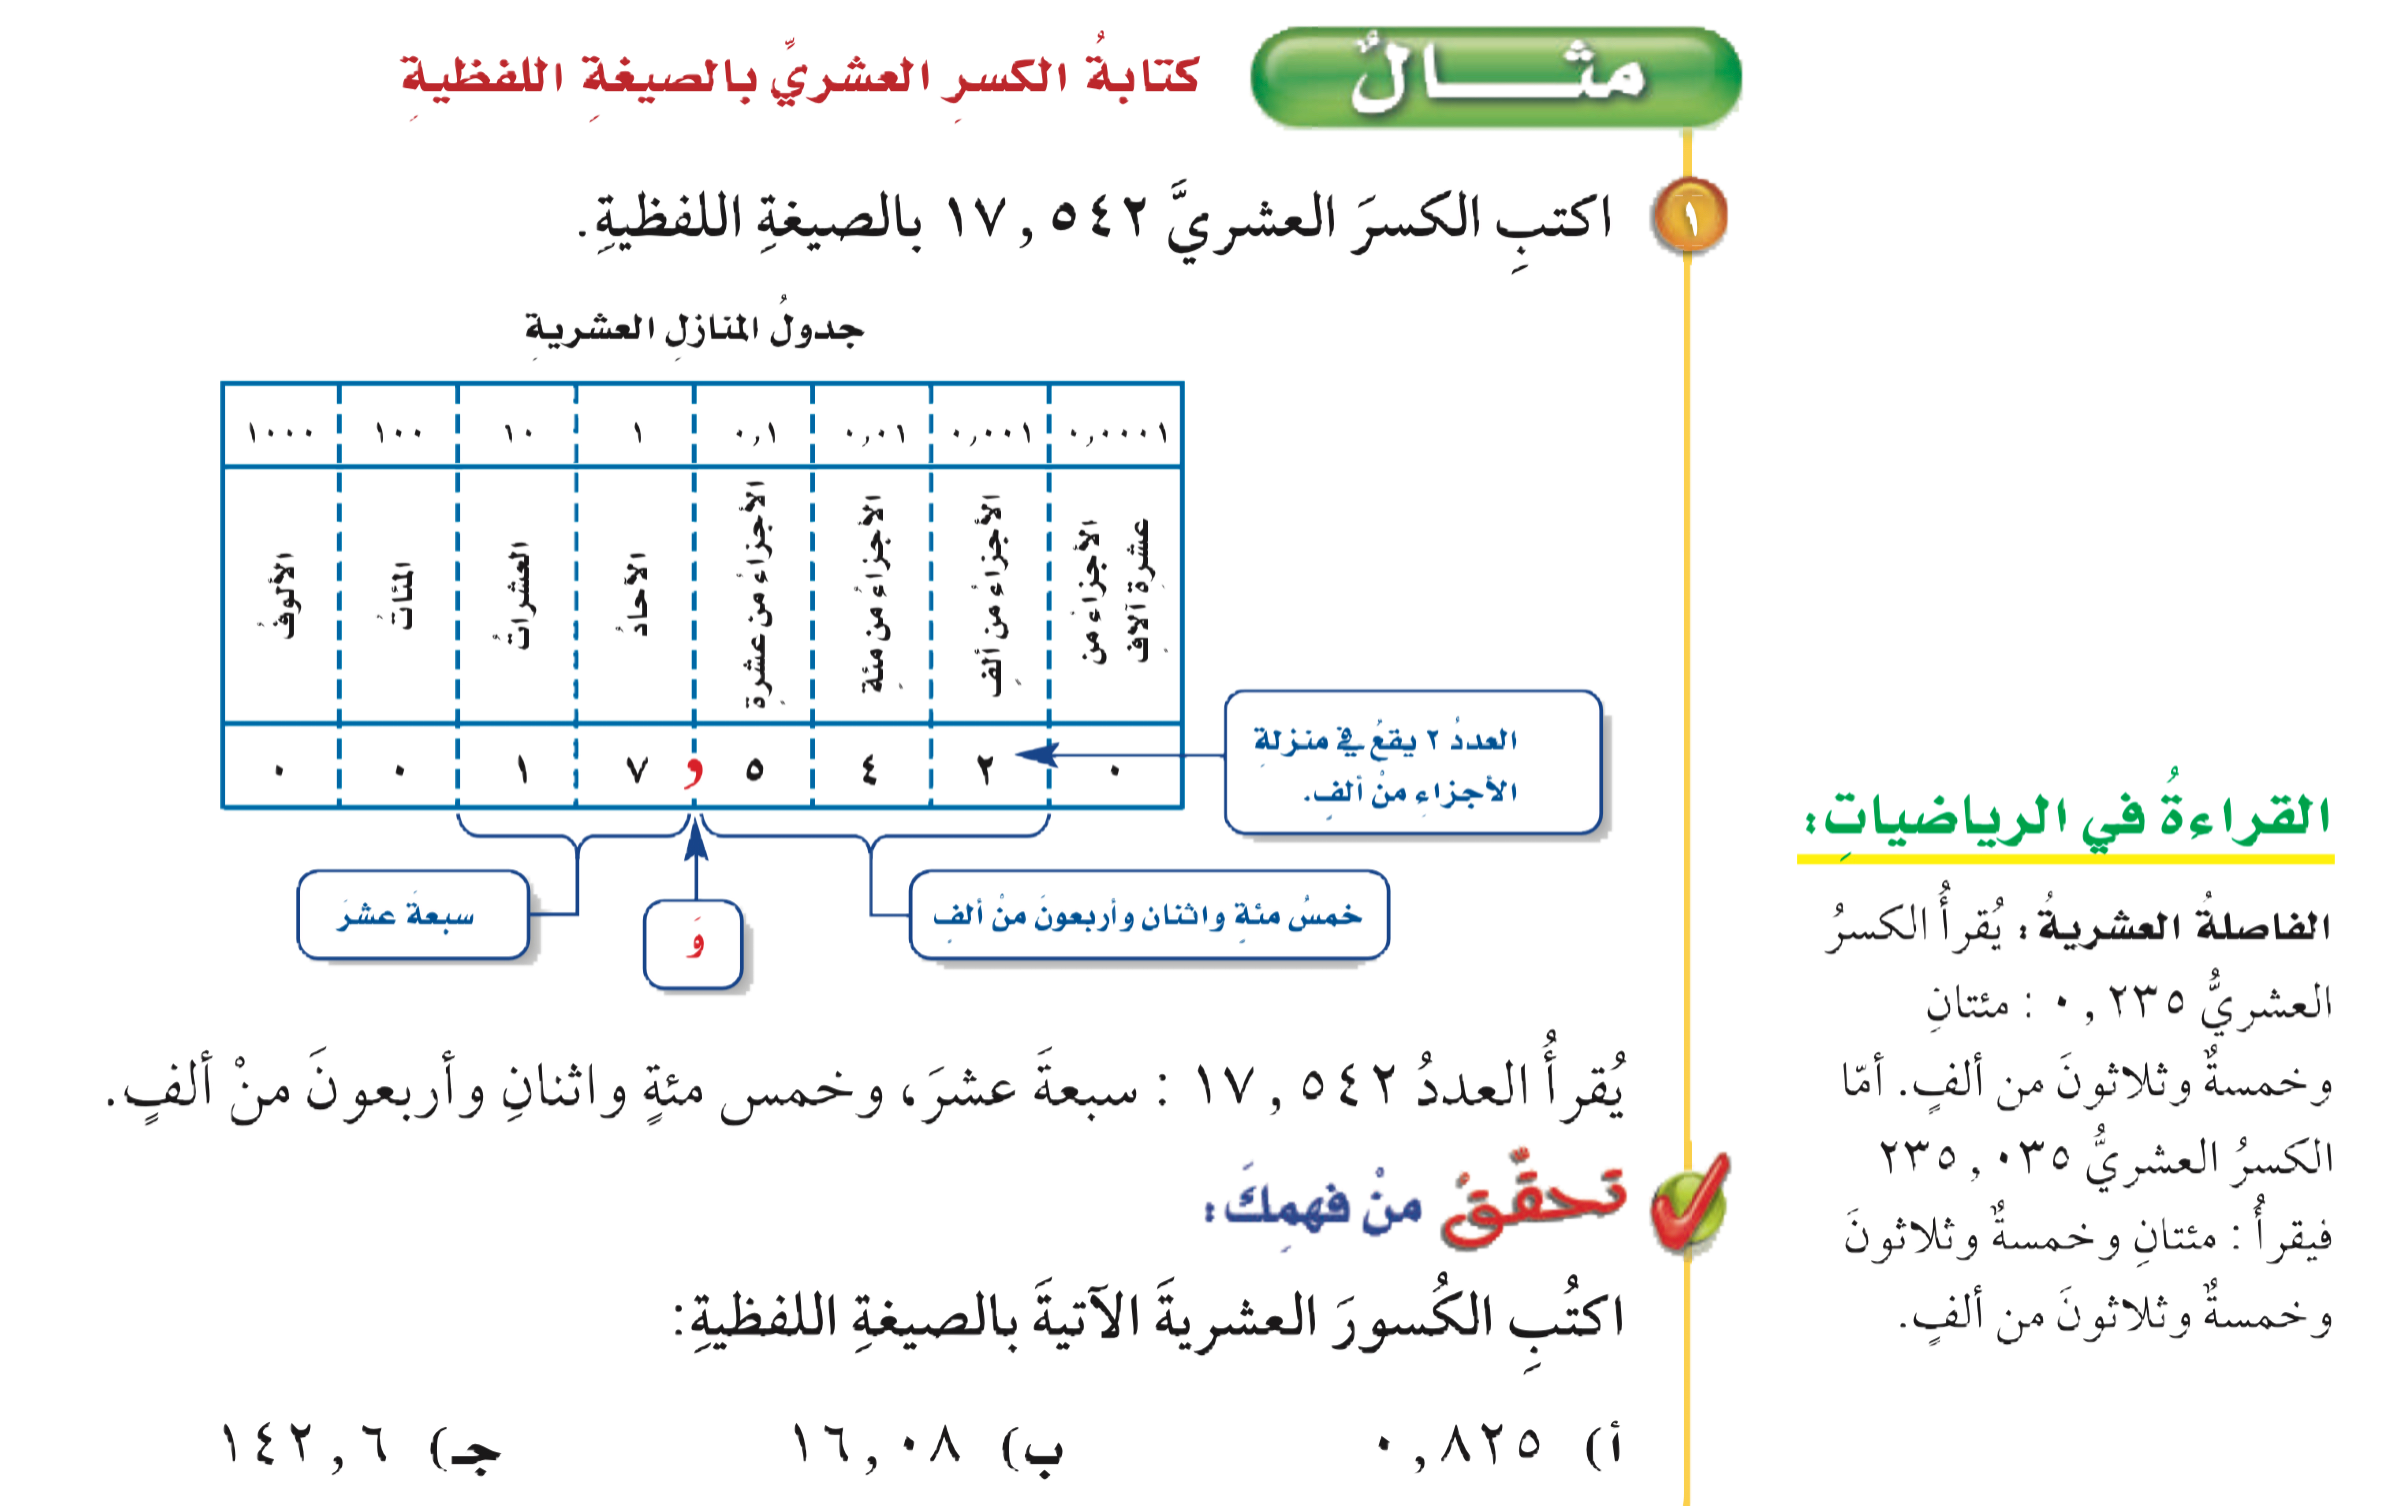 مثــالٌ
كتابةُ الكسرِ العشريِّ بالصيغةِ اللفظيةِ
١ اكتبِ الكسرَ العشريَّ ١٧,٥٤٢ بالصيغةِ اللفظيةِ.
جدولُ المنازلِ العشريةِ
١٠٠٠ ١٠٠ ١٠ ١ ٠,١ ٠,٠١ ٠,٠٠١ ٠,٠٠٠١
الألوفُ
المئاتُ
العشراتُ
الآحادُ
الأجزاءُ من عشرةِ
الأجزاءُ من مئةِ
الأجزاءُ من ألفِ
الأجزاءُ من
عشرةِ آلافِ
٠ ٠ ١ ٧ , ٥ ٤ ٢ ٠
العددُ ٢ يقعُ في منزلةِ
الأجزاءِ منْ ألفِ.
سبعةَ عشرَ
وَ
خمسُ مئةِ واثنان وأربعونَ منْ ألفِ
يُقرأُ العددُ ١٧,٥٤٢ : سبعةَ عشرَ، وخمس مئةٍ واثنانِ وأربعونَ منْ ألفٍ.
تحقّقْ منْ فهمِكَ:
اكتُبِ الكُسورَ العشريةَ الآتيةَ بالصيغةِ اللفظيةِ:
أ) ٠,٨٢٥
ب) ١٦,٠٨
جـ) ١٤٢,٦
القراءةُ في الرياضياتِ:
الفاصلةُ العشريةُ: يُقرأُ الكسرُ
العشريُّ ٠,٢٣٥ : مئتانِ
وخمسةٌ وثلاثونَ من ألفٍ. أمّا
الكسرُ العشريُّ ٢٣٥,٠٣٥
فيقرأُ : مئتانِ وخمسةٌ وثلاثونَ
وخمسةٌ وثلاثونَ من ألفٍ.